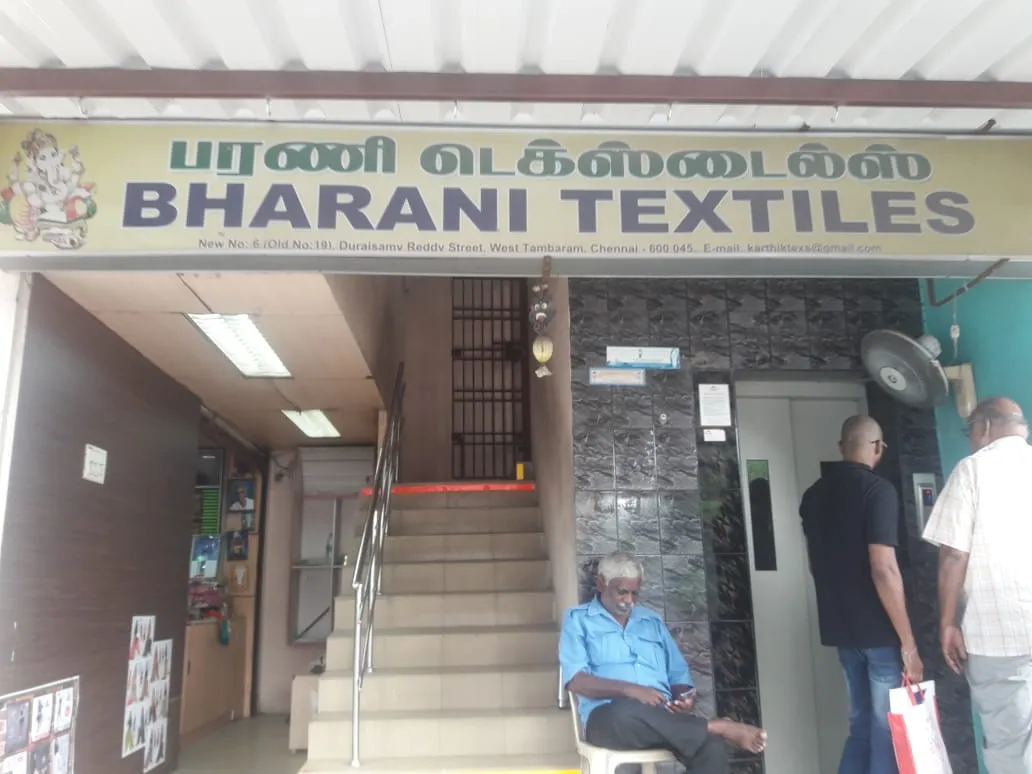 பரணி டெக்ஸ்டைல்ஸ்
BHARANI TEXTILES
New No: 6 (Old No:19), Duraisamy Reddy Street, West Tambaram, Chennai - 600 045. E-mail: karthiktexs@gmail.com